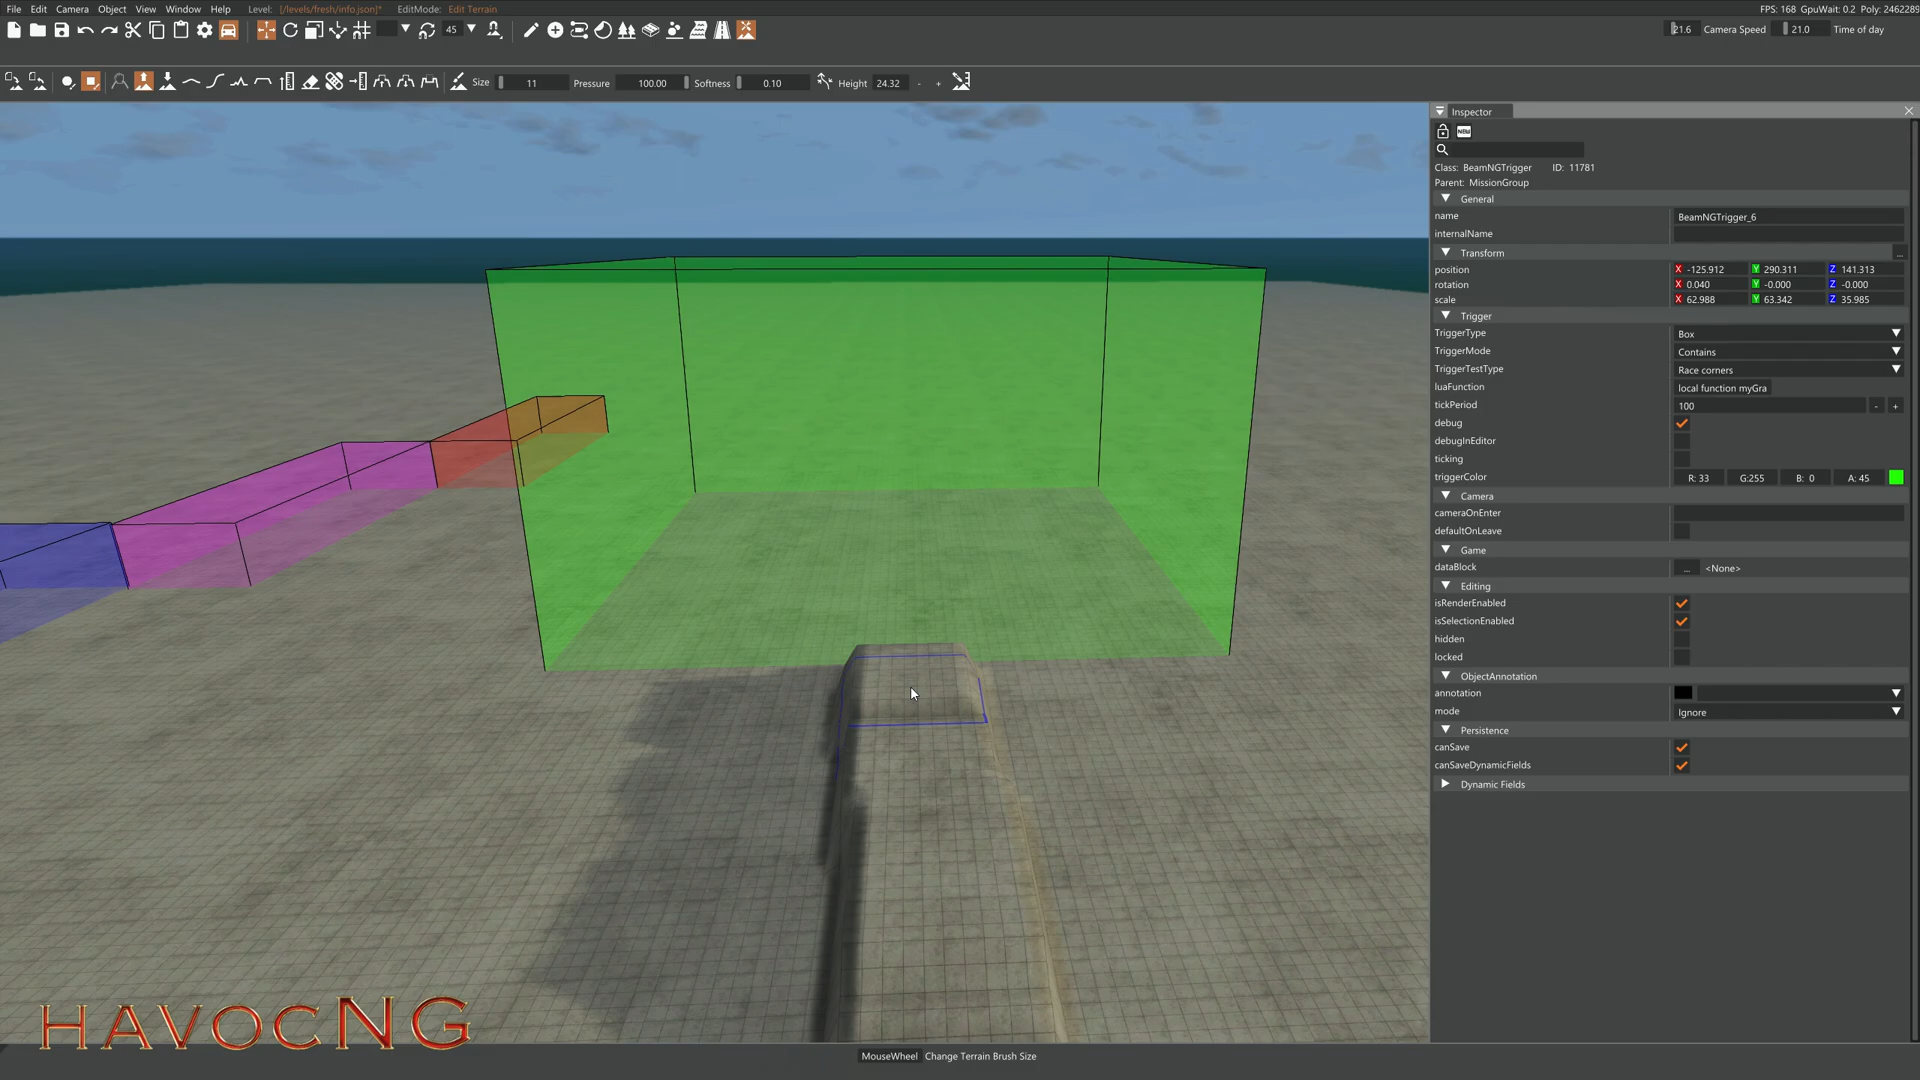 File Edit Camera Object View Window Help Level: [/levels/fresh/info.json]* EditMode: Edit Terrain FPS: 168 GpuWait: 0.2 Poly: 2462289
45 21.6 Camera Speed 21.0 Time of day
Size 11 Pressure 100.00 Softness 0.10 Height 24.32 - +
Inspector
NEW
Class: BeamNGTrigger ID: 11781
Parent: MissionGroup
General
name BeamNGTrigger_6
internalName
Transform ...
position X -125.912 Y 290.311 Z 141.313
rotation X 0.040 Y -0.000 Z -0.000
scale X 62.988 Y 63.342 Z 35.985
Trigger
TriggerType Box
TriggerMode Contains
TriggerTestType Race corners
luaFunction local function myGra
tickPeriod 100 - +
debug
debugInEditor
ticking
triggerColor R: 33 G:255 B: 0 A: 45
Camera
cameraOnEnter
defaultOnLeave
Game
dataBlock ... <None>
Editing
isRenderEnabled
isSelectionEnabled
hidden
locked
ObjectAnnotation
annotation
mode Ignore
Persistence
canSave
canSaveDynamicFields
Dynamic Fields
HAVOCNG
MouseWheel Change Terrain Brush Size